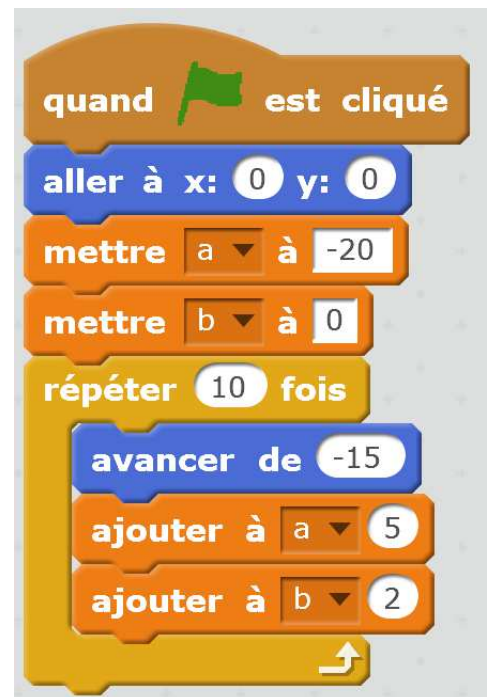 quand est cliqué
aller à x: 0 y: 0
mettre a à -20
mettre b à 0
répéter 10 fois
avancer de -15
ajouter à a 5
ajouter à b 2